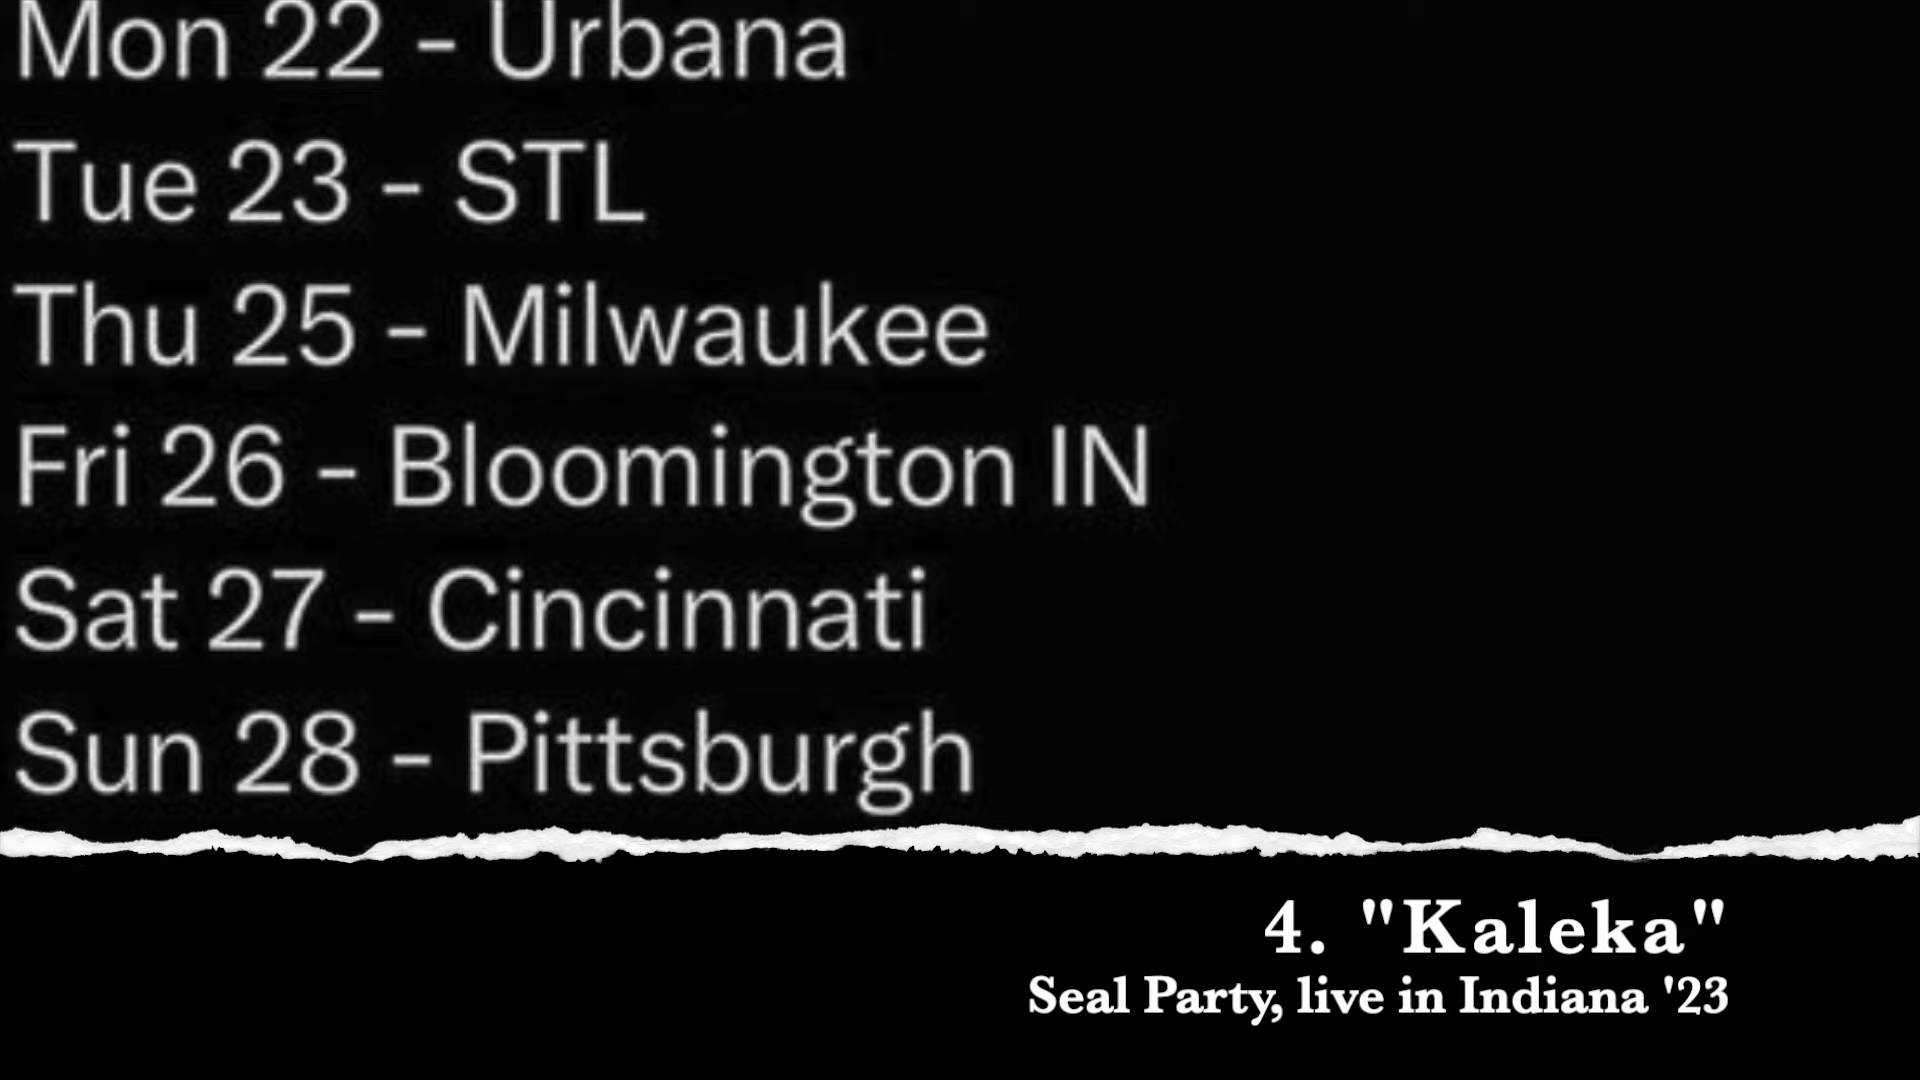 Mon 22 - Urbana
Tue 23 - STL
Thu 25 - Milwaukee
Fri 26 - Bloomington IN
Sat 27 - Cincinnati
Sun 28 - Pittsburgh
4. "Kaleka"
Seal Party, live in Indiana '23